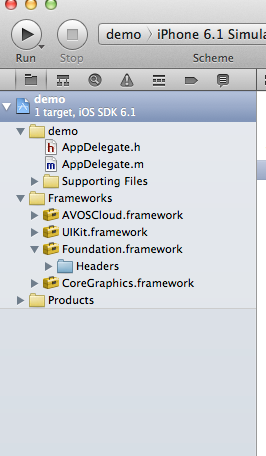 demo iPhone 6.1 Simula
Run Stop Scheme
demo
1 target, iOS SDK 6.1
demo
h AppDelegate.h
m AppDelegate.m
Supporting Files
Frameworks
AVOSCloud.framework
UIKit.framework
Foundation.framework
Headers
CoreGraphics.framework
Products